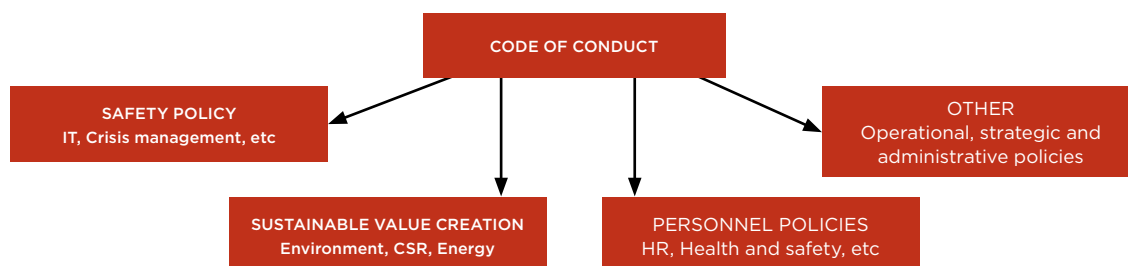 CODE OF CONDUCT
SAFETY POLICY
IT, Crisis management, etc
OTHER
Operational, strategic and
administrative policies
SUSTAINABLE VALUE CREATION
Environment, CSR, Energy
PERSONNEL POLICIES
HR, Health and safety, etc